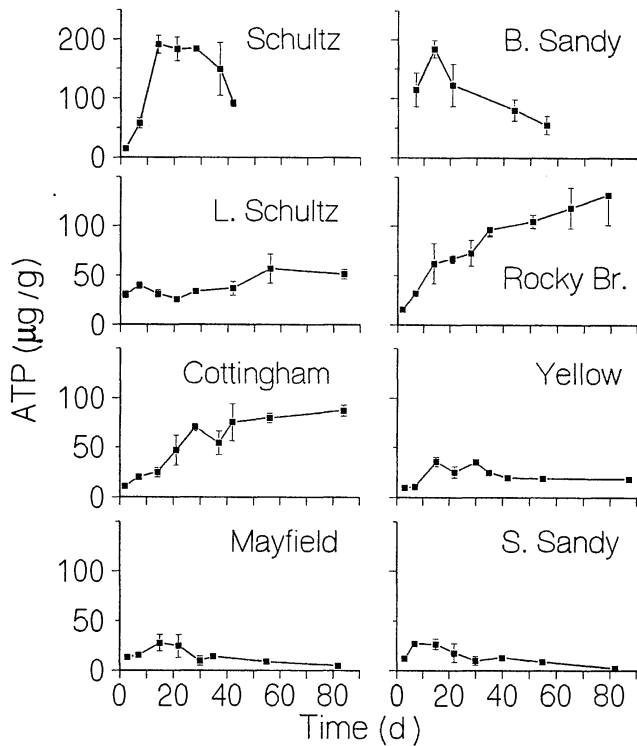 Schultz
B. Sandy
200
100
0
L. Schultz
Rocky Br.
100
50
0
Cottingham
Yellow
100
50
0
Mayfield
S. Sandy
100
50
0
0 20 40 60 80
0 20 40 60 80
ATP (μg/g)
Time (d)